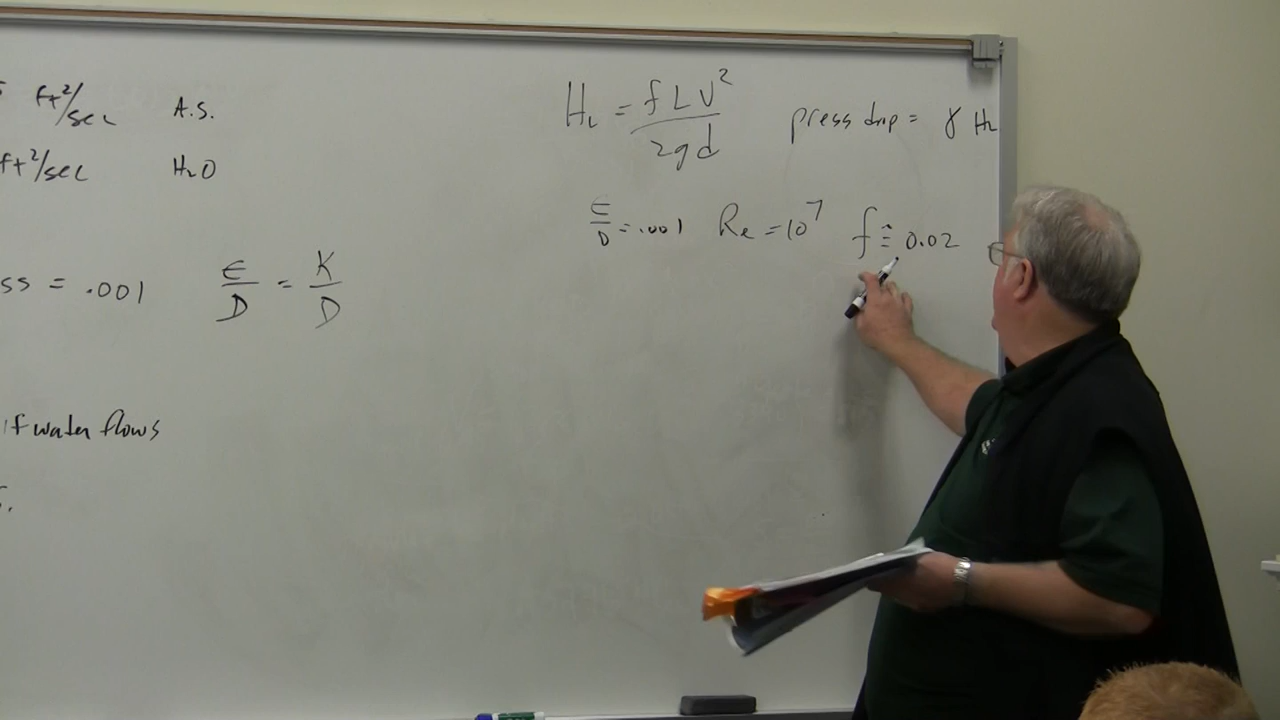 ft²/sec A.S.
ft²/sec H₂O
ss = .001 ε/D = K/D
if water flows
H_L = fLV²/2gd press drop = γ H_L
ε/D = .001 Re = 10⁷ f ≅ 0.02